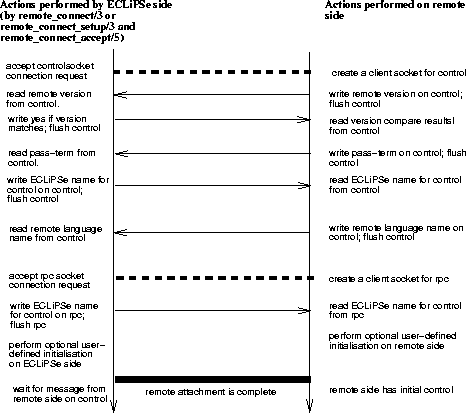 Actions performed by ECLiPSe side
(by remote_connect/3 or
remote_connect_setup/3 and
remote_connect_accept/5)
Actions performed on remote
side
accept controlsocket
connection request
create a client socket for control
read remote version
from control.
write remote version on control;
flush control
write yes if version
matches; flush control
read version compare resultsl
from control
read pass-term from
control.
write pass-term on control; flush
control
write ECLiPSe name for
control on control; flush
control
read ECLiPSe name for control
from control
read remote language
name from control
write remote language name on
control; flush control
accept rpc socket
connection request
create a client socket for rpc
write ECLiPSe name
for control on rpc;
flush rpc
read ECLiPSe name for control
from rpc
perform optional user-
defined initialisation
on ECLiPSe side
perform optional user-defined
initialisation on remote side
wait for message from
remote side on control
remote attachment is complete
remote side has initial control